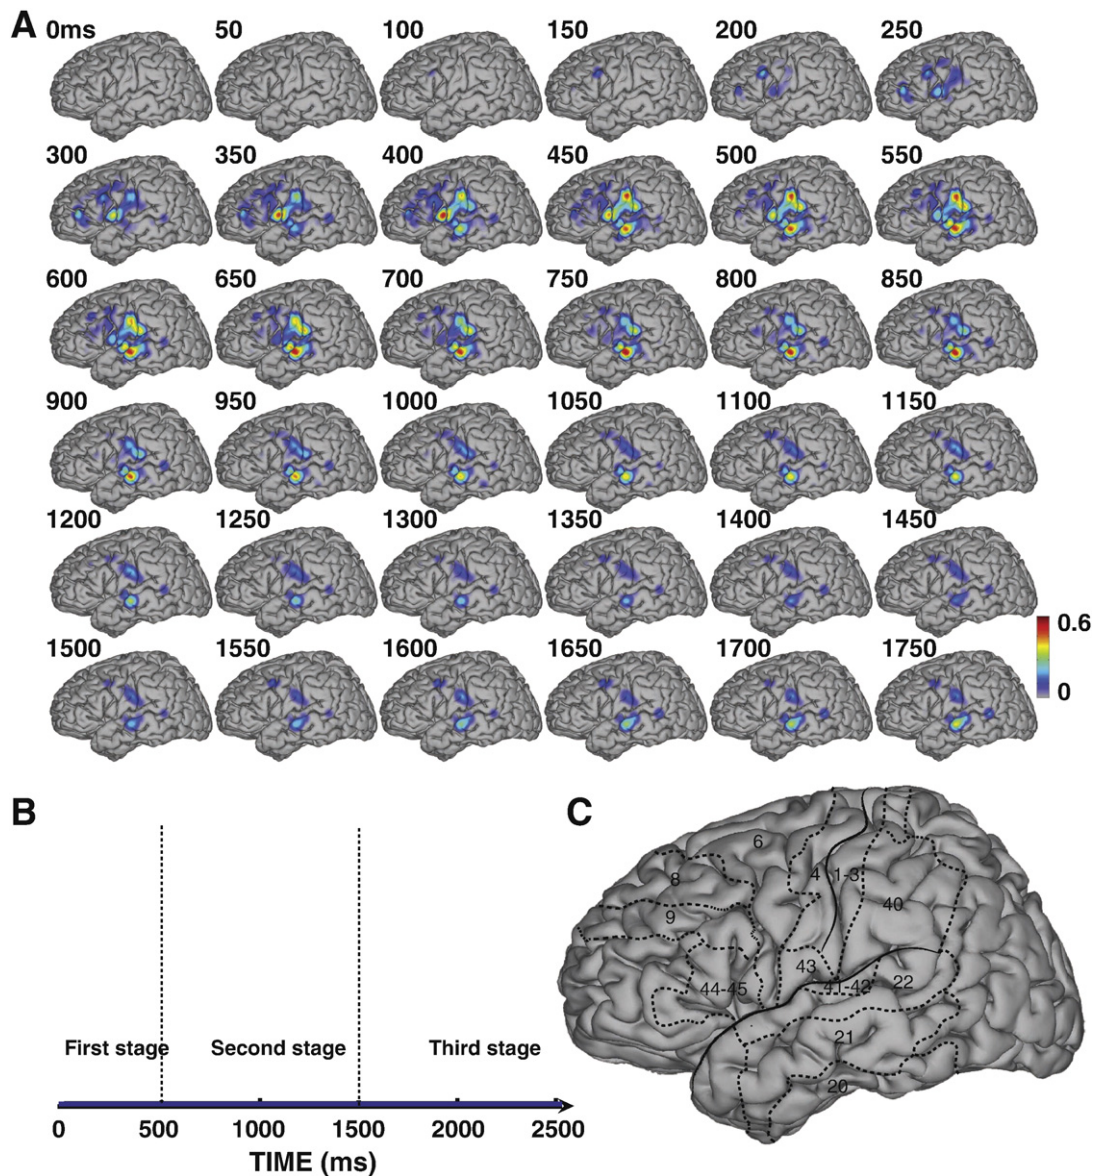 A
0ms 50 100 150 200 250
300 350 400 450 500 550
600 650 700 750 800 850
900 950 1000 1050 1100 1150
1200 1250 1300 1350 1400 1450
0.6
1500 1550 1600 1650 1700 1750
0
B
First stage Second stage Third stage
0 500 1000 1500 2000 2500
TIME (ms)
C
6
8
4 1-3
9
40
43
44-45 41-42 22
21
20